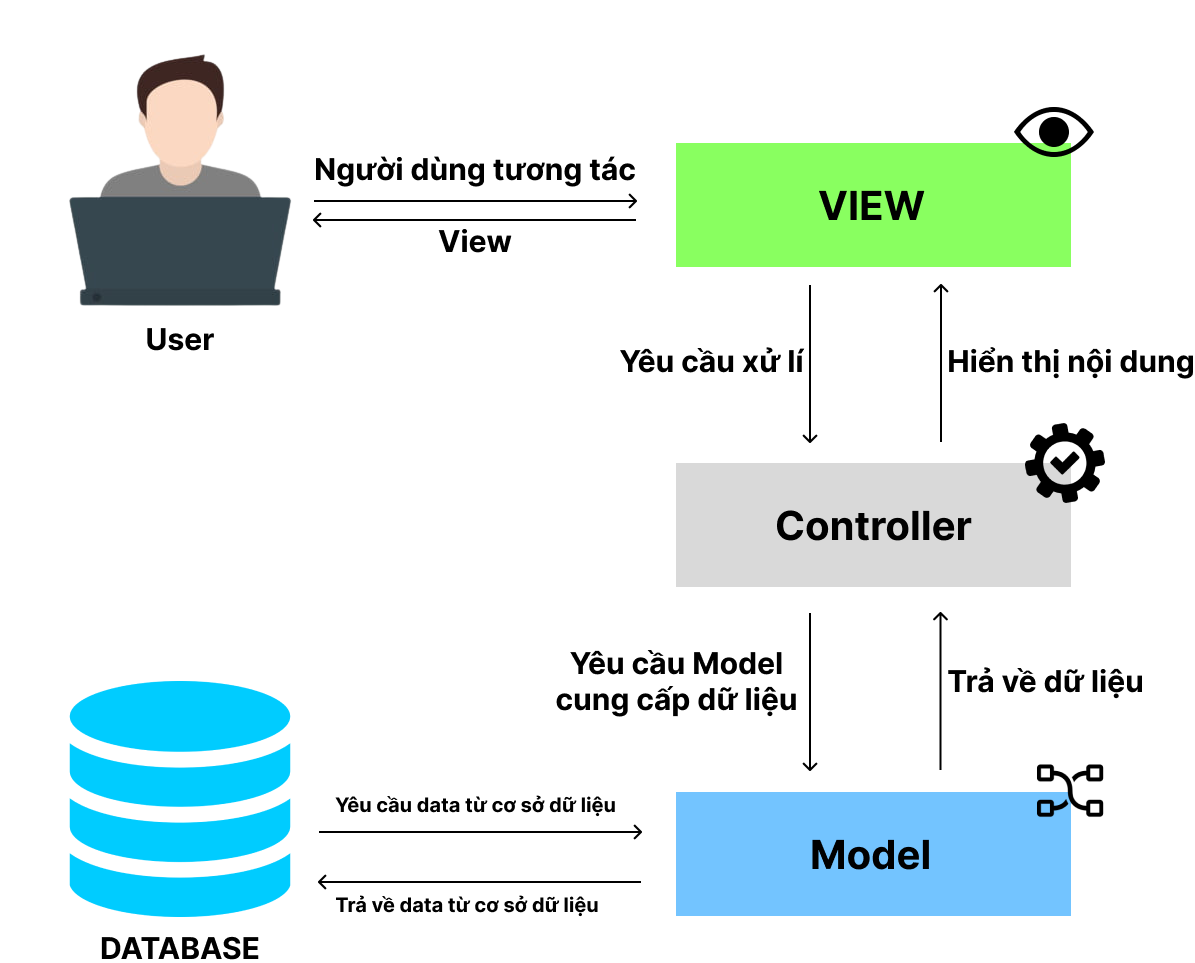 Người dùng tương tác
VIEW
View
User
Yêu cầu xử lí
Hiển thị nội dung
Controller
Yêu cầu Model
cung cấp dữ liệu
Trả về dữ liệu
Yêu cầu data từ cơ sở dữ liệu
Model
Trả về data từ cơ sở dữ liệu
DATABASE